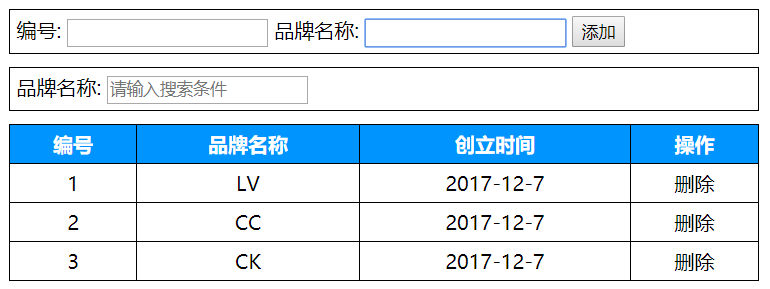 编号: 品牌名称: 添加
品牌名称: 请输入搜索条件
编号 品牌名称 创立时间 操作
1 LV 2017-12-7 删除
2 CC 2017-12-7 删除
3 CK 2017-12-7 删除